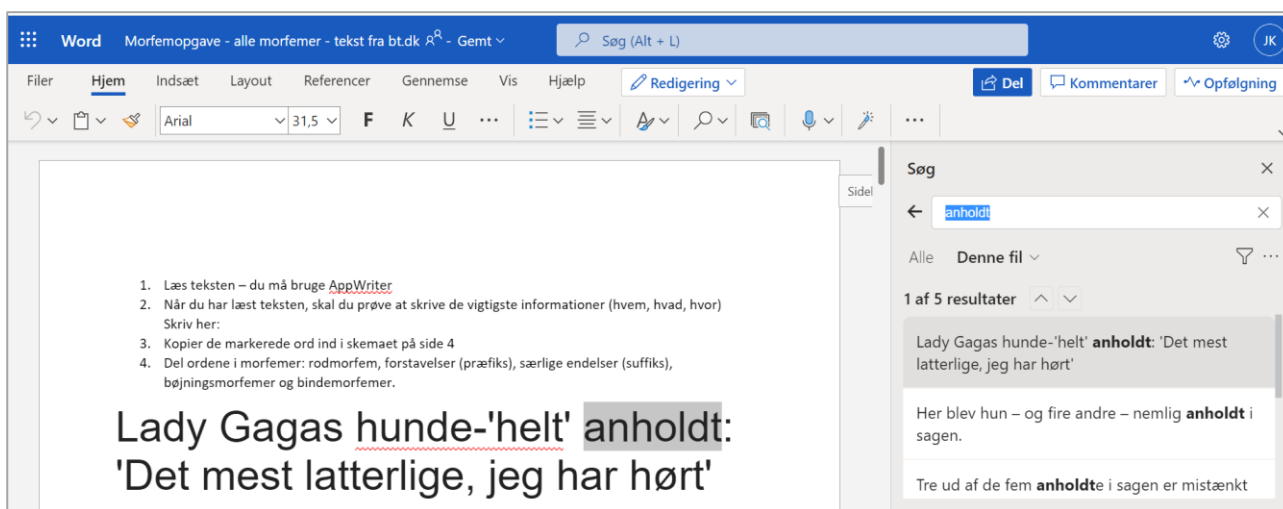 Word Morfemopgave - alle morfemer - tekst fra bt.dk - Gemt Søg (Alt + L) JK
Filer Hjem Indsæt Layout Referencer Gennemse Vis Hjælp Redigering Del Kommentarer Opfølgning
Arial 31,5 F K U ... ...
Søg
Sidel
anholdt
Alle Denne fil ...
1 af 5 resultater
1. Læs teksten – du må bruge AppWriter
2. Når du har læst teksten, skal du prøve at skrive de vigtigste informationer (hvem, hvad, hvor)
Skriv her:
3. Kopier de markerede ord ind i skemaet på side 4
4. Del ordene i morfemer: rodmorfem, forstavelser (præfiks), særlige endelser (suffiks),
bøjningsmorfemer og bindemorfemer.
Lady Gagas hunde-'helt' anholdt:
'Det mest latterlige, jeg har hørt'
Lady Gagas hunde-'helt' anholdt: 'Det mest
latterlige, jeg har hørt'
Her blev hun – og fire andre – nemlig anholdt i
sagen.
Tre ud af de fem anholdte i sagen er mistænkt